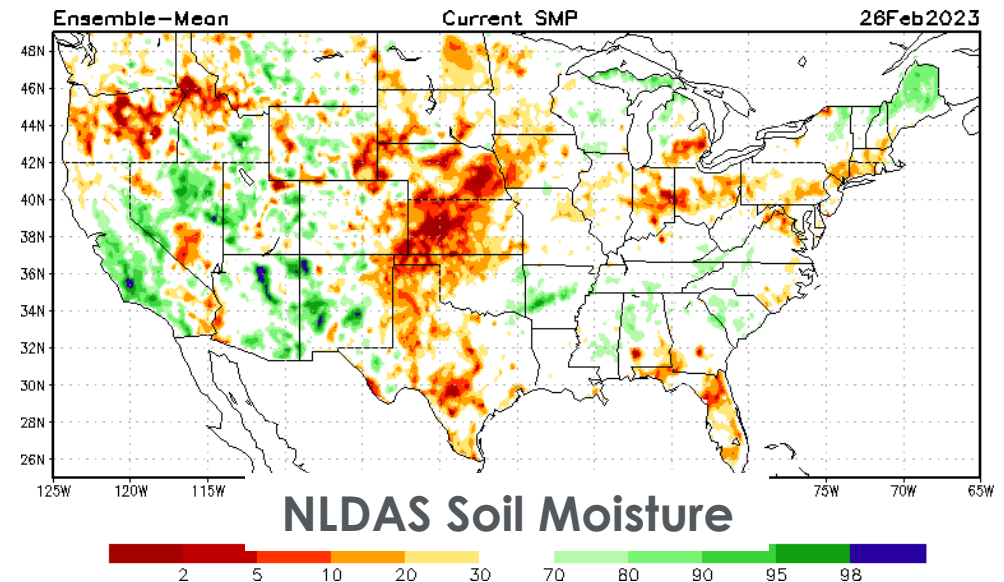 Ensemble-Mean Current SMP 26Feb2023
48N
46N
44N
42N
40N
38N
36N
34N
32N
30N
28N
26N
125W 120W 115W 75W 70W 65W
NLDAS Soil Moisture
2 5 10 20 30 70 80 90 95 98